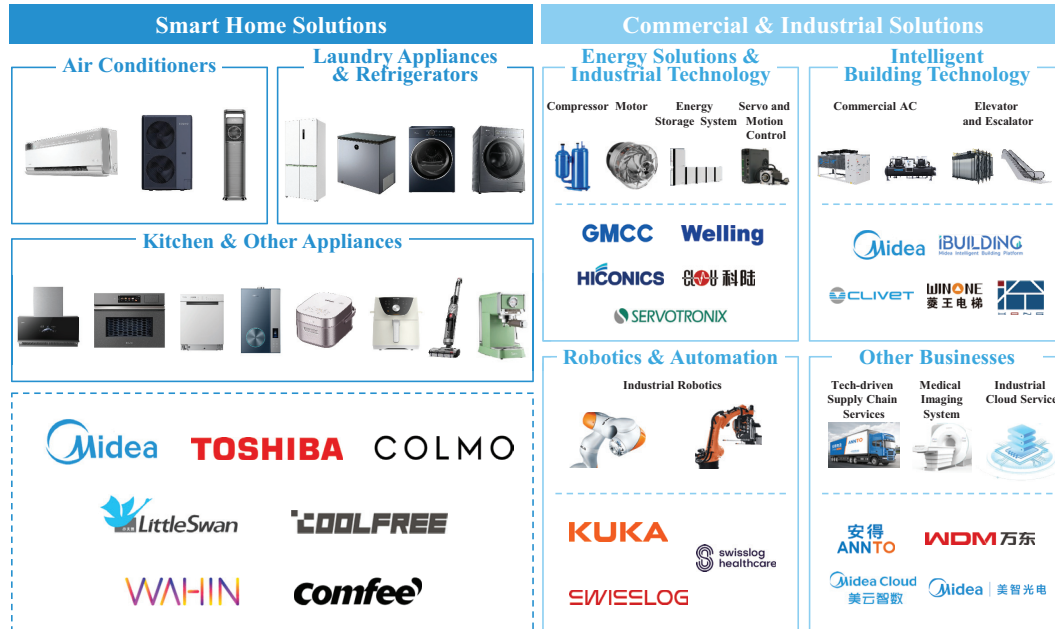 Smart Home Solutions
Air Conditioners
Laundry Appliances
& Refrigerators
Kitchen & Other Appliances
Midea
TOSHIBA
COLMO
LittleSwan
COOLFREE
WAHIN
comfee'
Commercial & Industrial Solutions
Energy Solutions &
Industrial Technology
Compressor
Motor
Energy
Storage System
Servo and
Motion
Control
GMCC
Welling
HICONICS
科陆
SERVOTRONIX
Intelligent
Building Technology
Commercial AC
Elevator
and Escalator
Midea
iBUILDING
Midea Intelligent Building Platform
CLIVET
WINONE
菱王电梯
HONG
Robotics & Automation
Industrial Robotics
KUKA
swisslog
healthcare
SWISSLOG
Other Businesses
Tech-driven
Supply Chain
Services
Medical
Imaging
System
Industrial
Cloud Service
ANNTO
安得
ANNTO
WDM 万东
Midea Cloud
美云智数
Midea | 美智光电